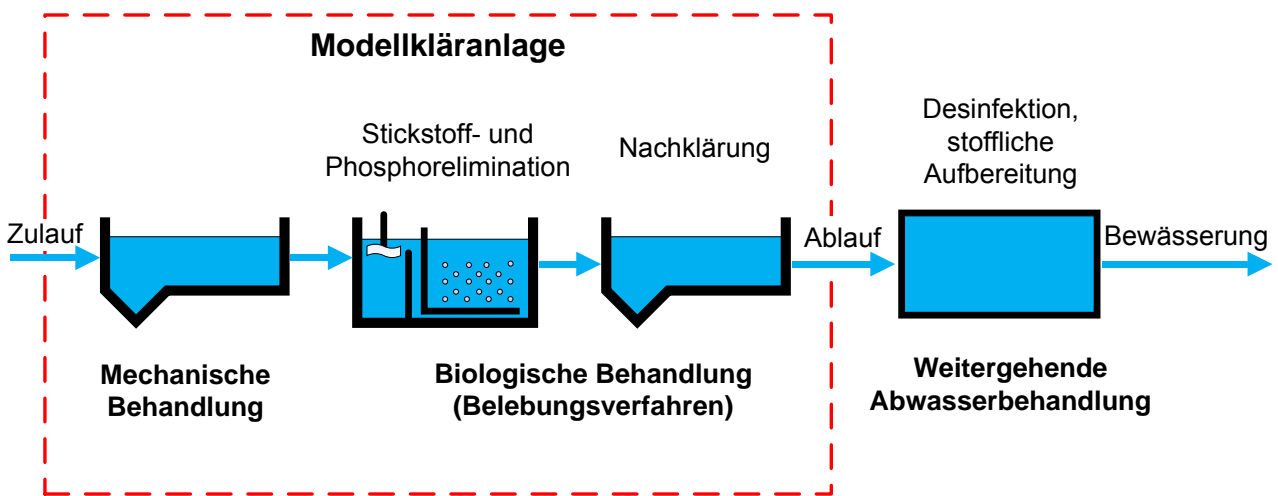 Modellkläranlage
Stickstoff- und
Phosphorelimination
Nachklärung
Desinfektion,
stoffliche
Aufbereitung
Zulauf
Ablauf
Bewässerung
Mechanische
Behandlung
Biologische Behandlung
(Belebungsverfahren)
Weitergehende
Abwasserbehandlung